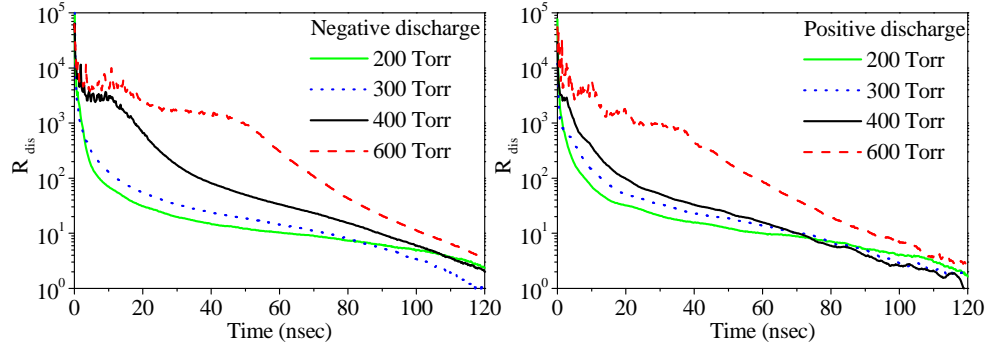 Negative discharge
200 Torr
300 Torr
400 Torr
600 Torr
10^5
10^4
10^3
10^2
10^1
10^0
R_dis
0 20 40 60 80 100 120
Time (nsec)
Positive discharge
200 Torr
300 Torr
400 Torr
600 Torr
10^5
10^4
10^3
10^2
10^1
10^0
R_dis
0 20 40 60 80 100 120
Time (nsec)